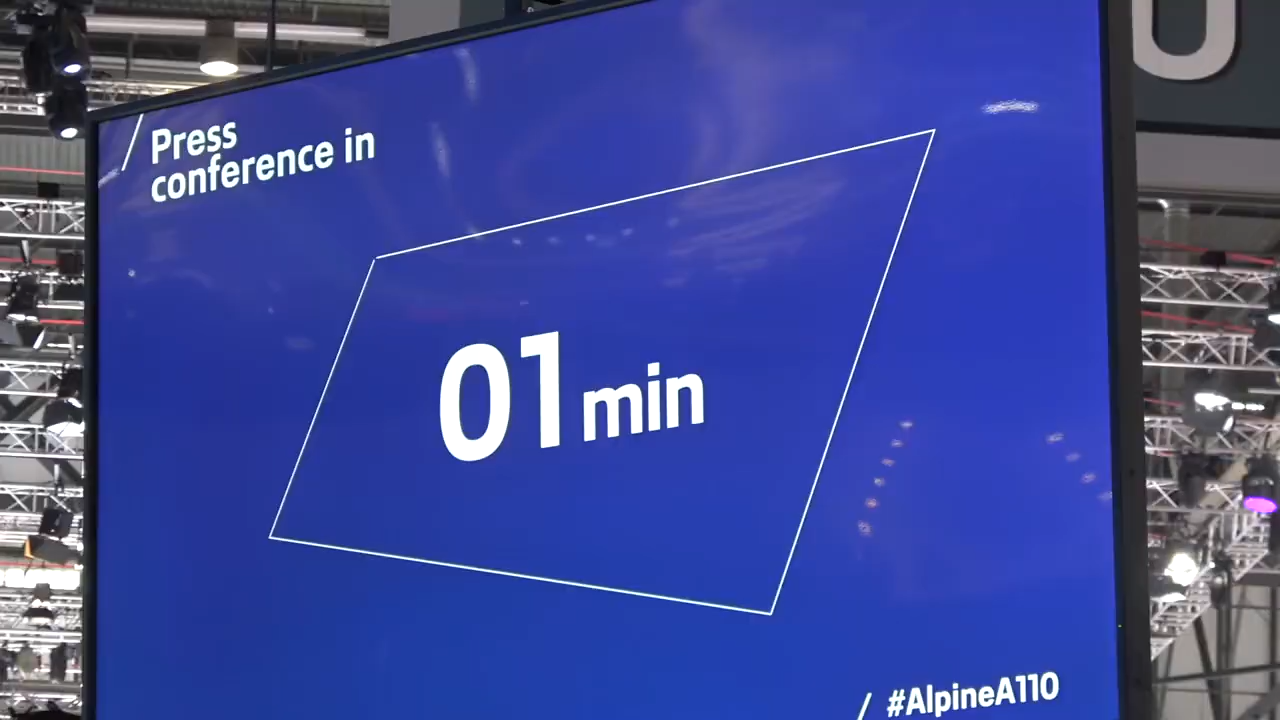 Press
conference in
01 min
/ #AlpineA110